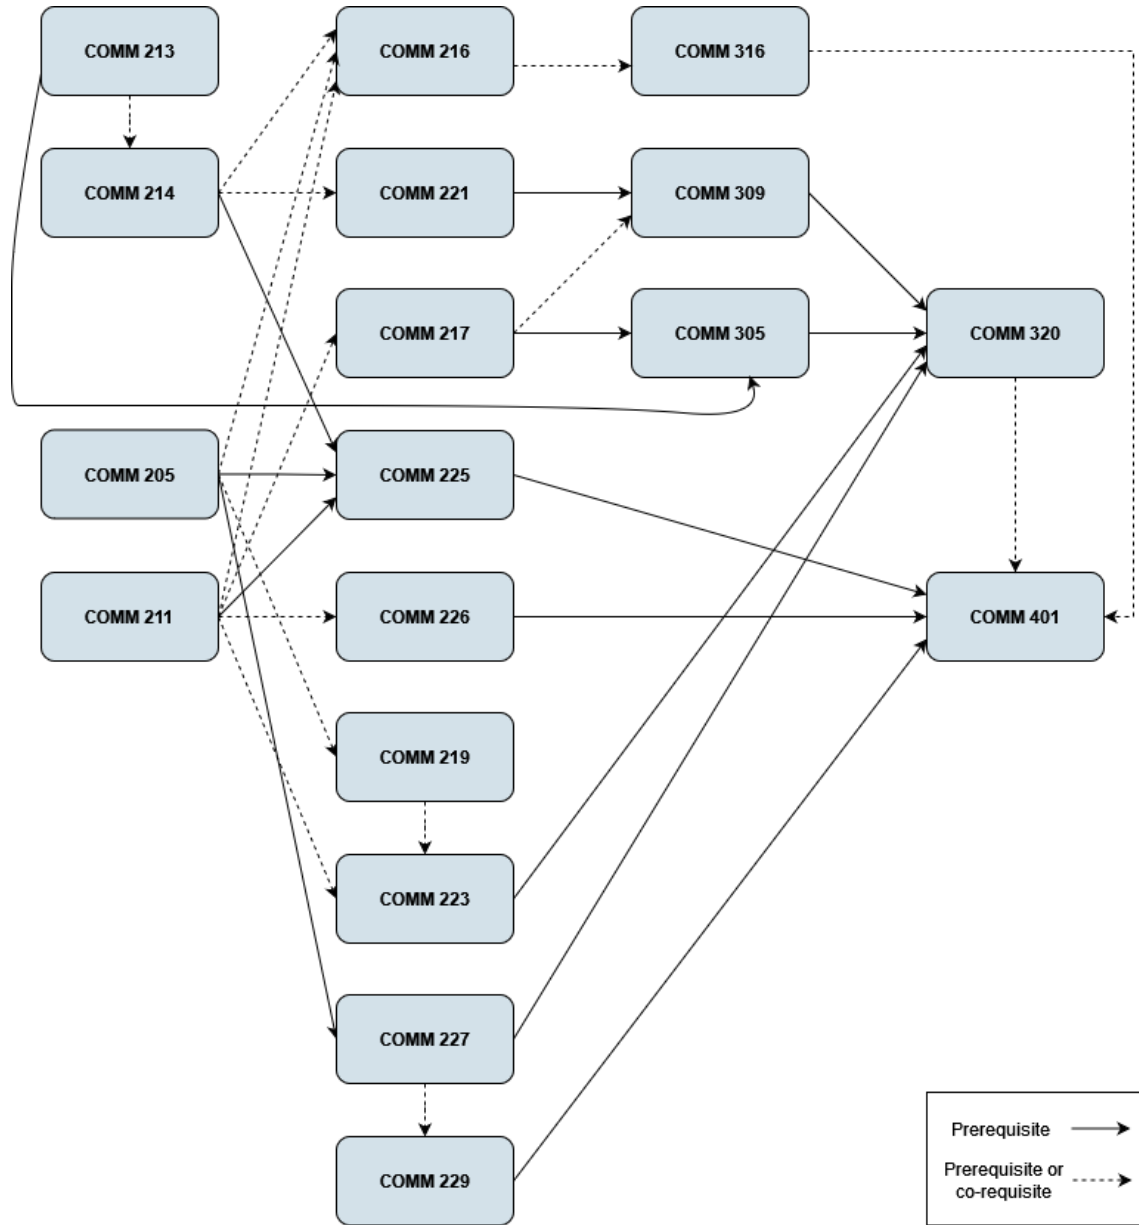 COMM 213
COMM 216
COMM 316
COMM 214
COMM 221
COMM 309
COMM 217
COMM 305
COMM 320
COMM 205
COMM 225
COMM 211
COMM 226
COMM 401
COMM 219
COMM 223
COMM 227
COMM 229
Prerequisite
Prerequisite or
co-requisite